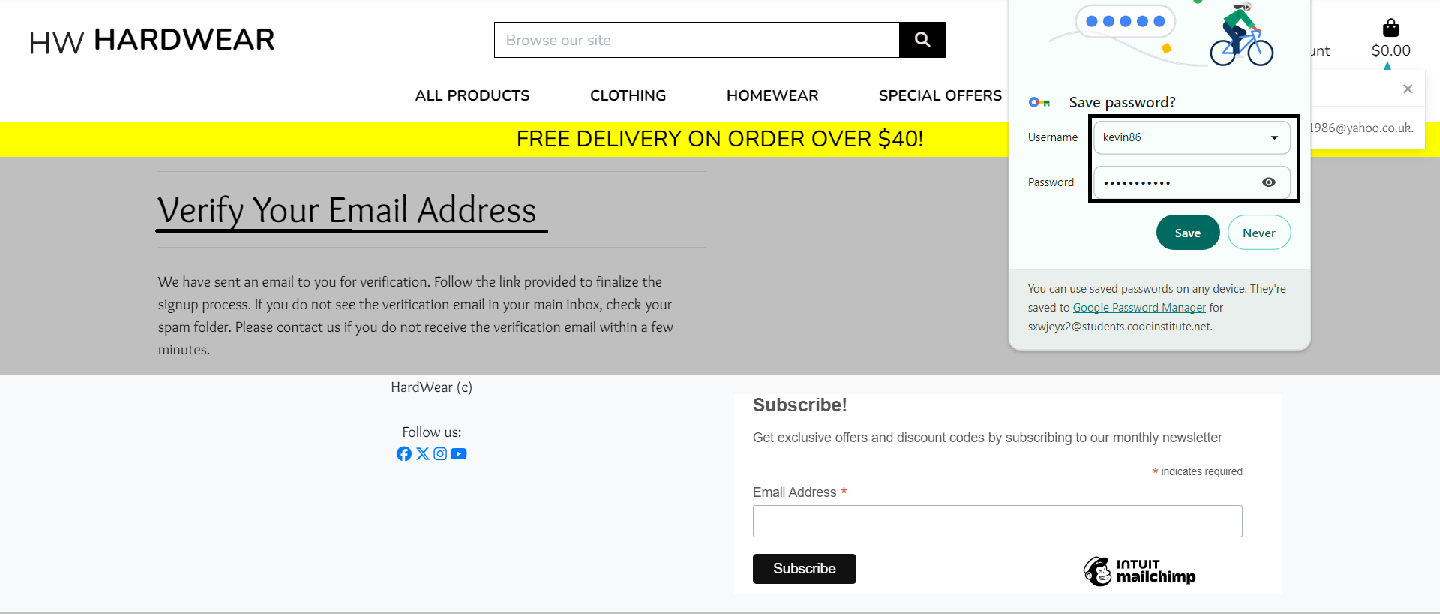 HW HARDWEAR
Browse our site
$0.00
ALL PRODUCTS
CLOTHING
HOMEWEAR
SPECIAL OFFERS
FREE DELIVERY ON ORDER OVER $40!
Save password?
Username
kevin86
Password
Save
Never
You can use saved passwords on any device. They're
saved to Google Password Manager for
sxwjeyx2@students.codeinstitute.net.
unt
1986@yahoo.co.uk.
Verify Your Email Address
We have sent an email to you for verification. Follow the link provided to finalize the
signup process. If you do not see the verification email in your main inbox, check your
spam folder. Please contact us if you do not receive the verification email within a few
minutes.
HardWear (c)
Follow us:
Subscribe!
Get exclusive offers and discount codes by subscribing to our monthly newsletter
* indicates required
Email Address *
Subscribe
INTUIT
mailchimp